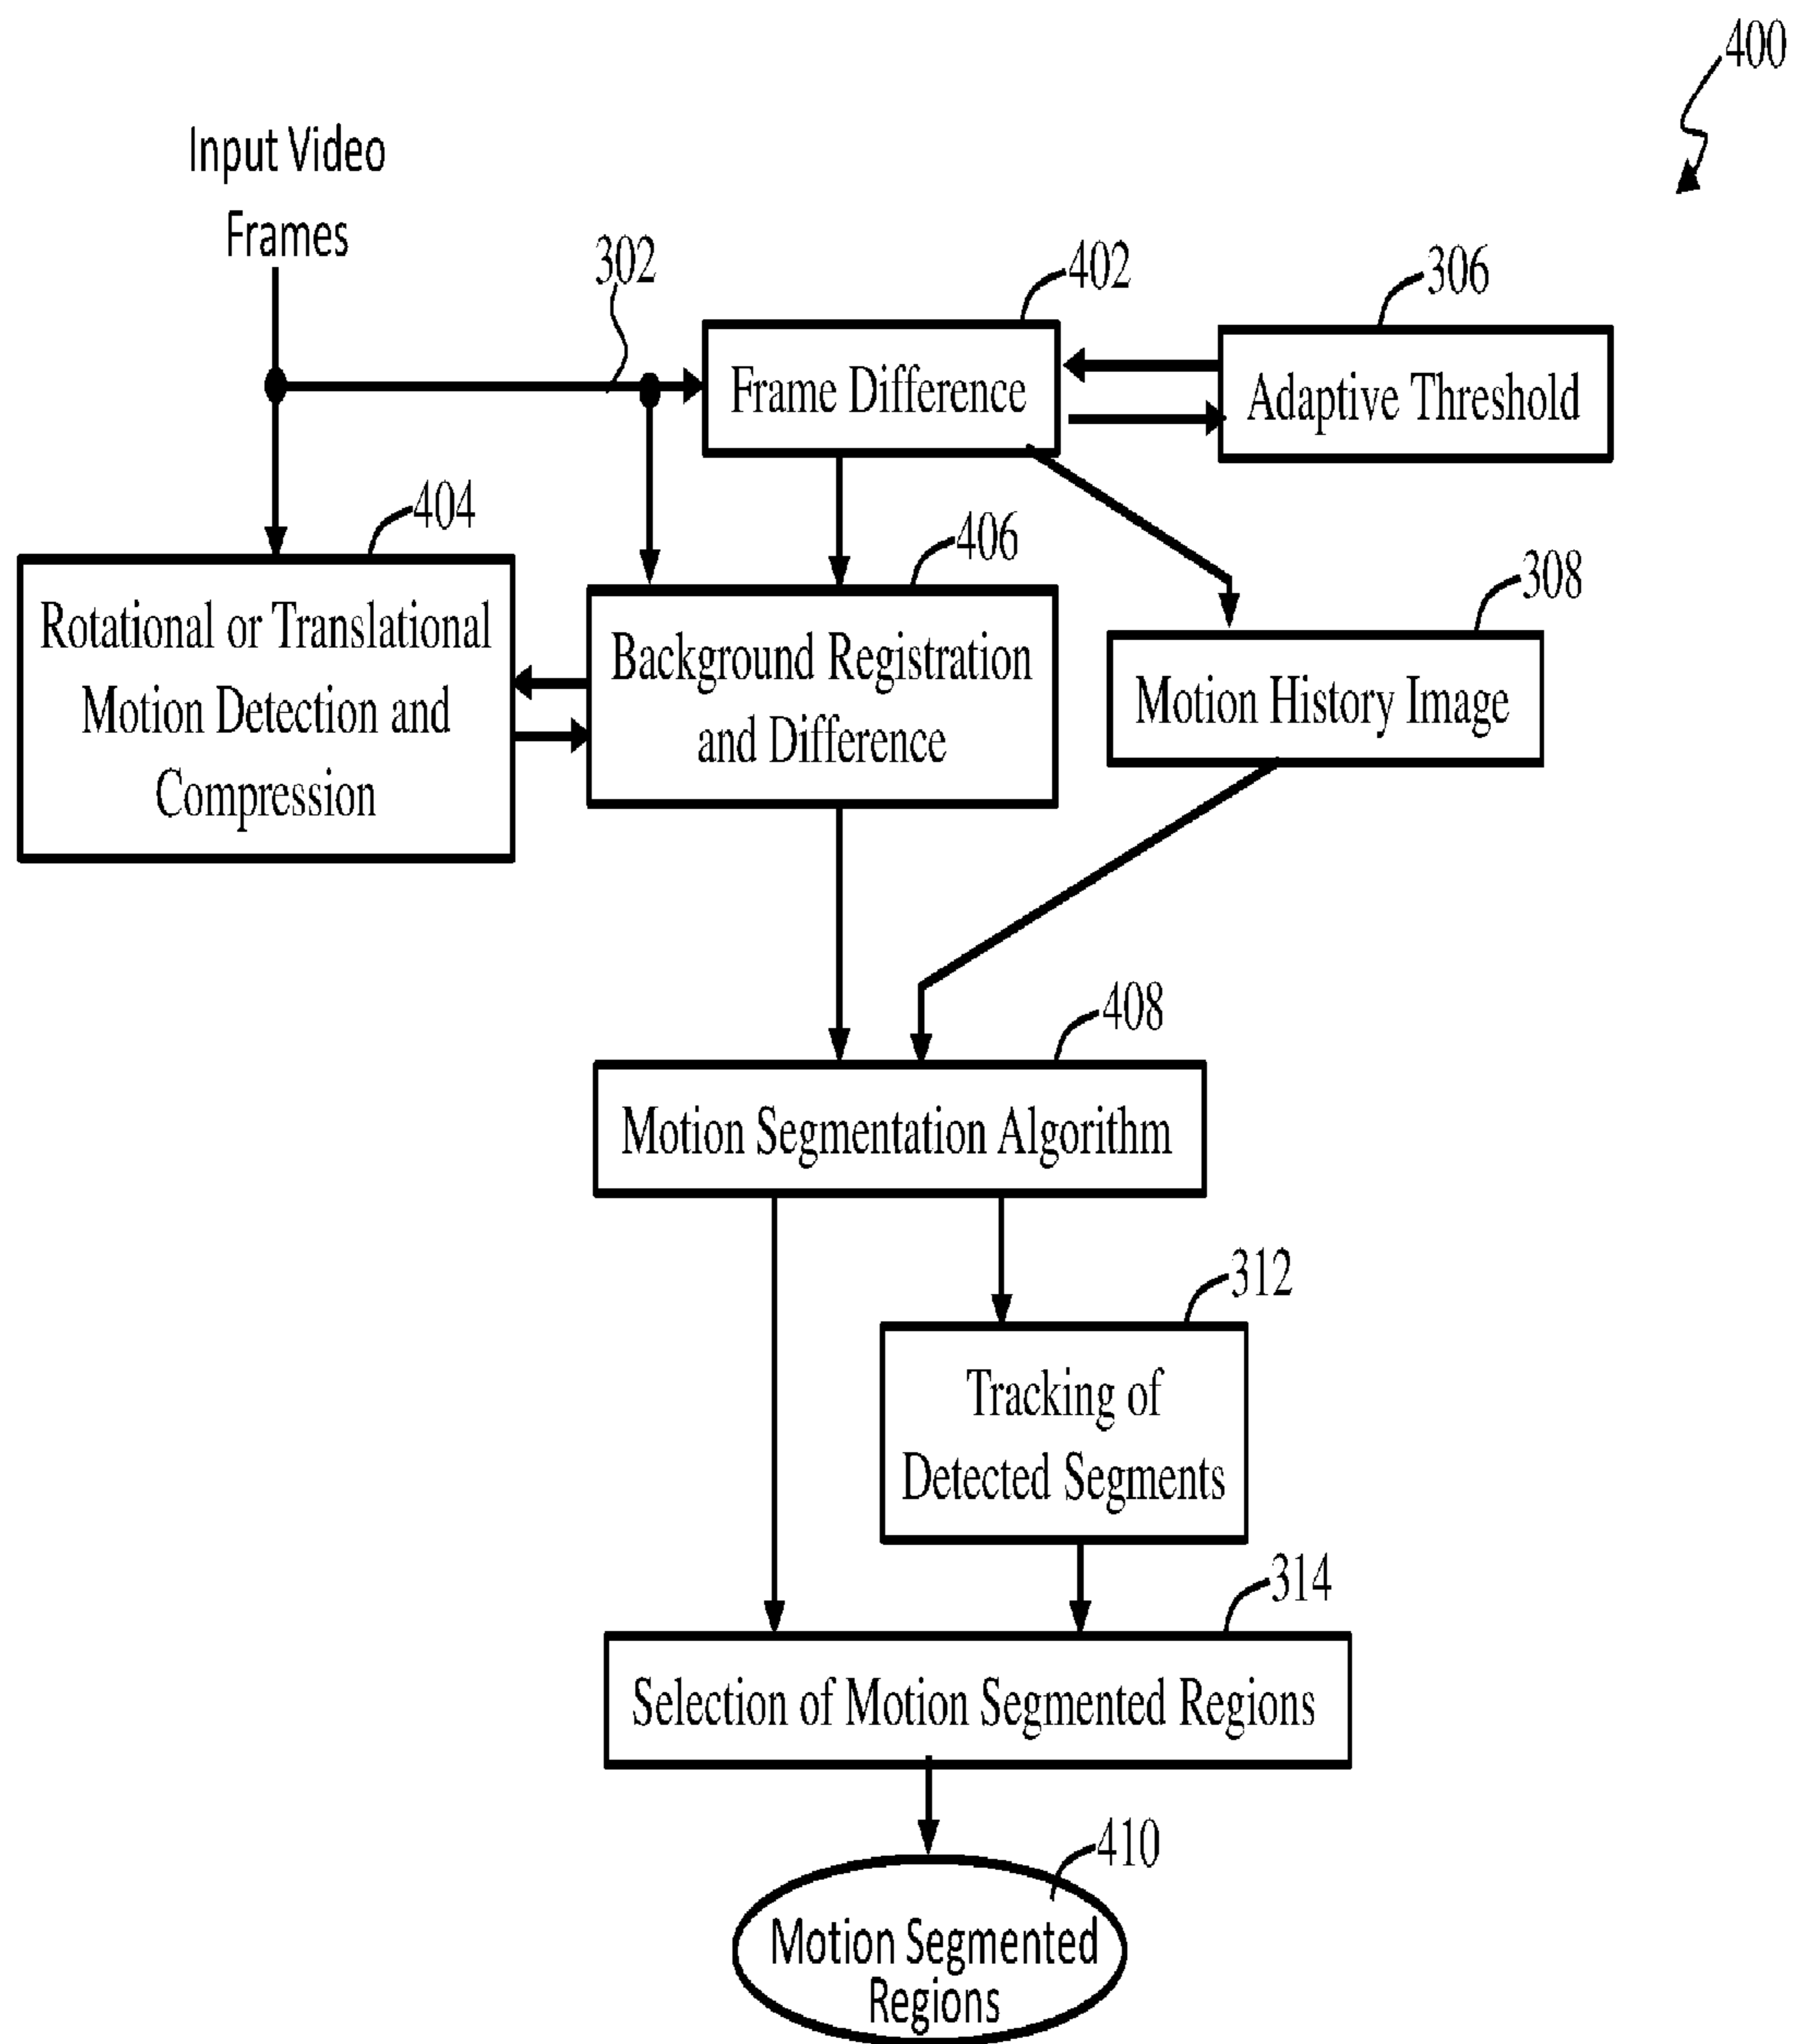 400
Input Video
Frames
302
402
306
Frame Difference
Adaptive Threshold
404
406
308
Rotational or Translational
Motion Detection and
Compression
Background Registration
and Difference
Motion History Image
408
Motion Segmentation Algorithm
312
Tracking of
Detected Segments
314
Selection of Motion Segmented Regions
410
Motion Segmented
Regions